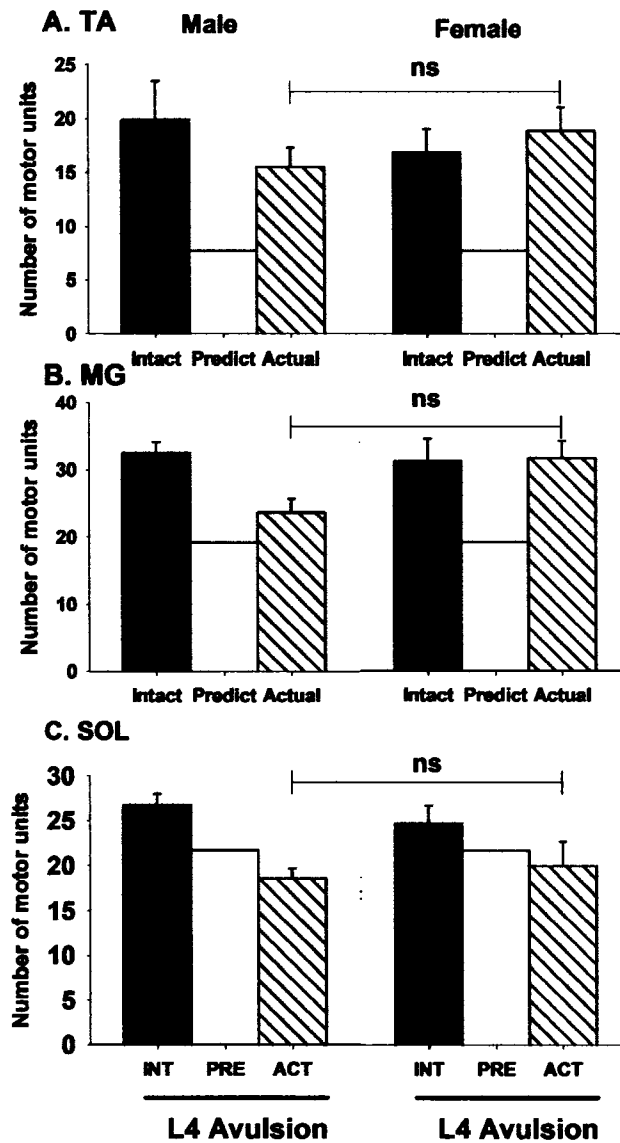 A. TA Male Female
ns
Number of motor units
25
20
15
10
5
0
Intact Predict Actual Intact Predict Actual
B. MG
ns
Number of motor units
40
30
20
10
0
Intact Predict Actual Intact Predict Actual
C. SOL
ns
Number of motor units
30
25
20
15
10
5
0
INT PRE ACT INT PRE ACT
L4 Avulsion L4 Avulsion